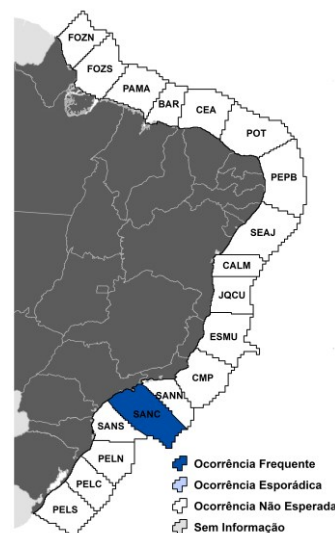 FOZN
FOZS
PAMA
BAR
CEA
POT
PEPB
SEAJ
CALM
JQCU
ESMU
CMP
SANN
SANC
SANS
PELN
PELC
PELS
Ocorrência Frequente
Ocorrência Esporádica
Ocorrência Não Esperada
Sem Informação